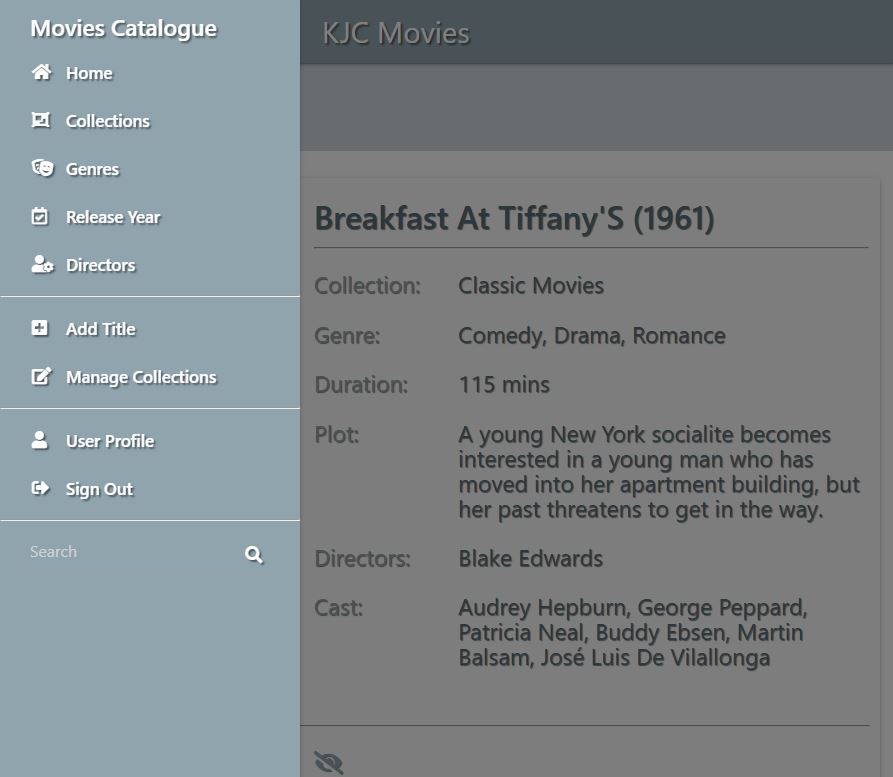 Movies Catalogue
Home
Collections
Genres
Release Year
Directors
Add Title
Manage Collections
User Profile
Sign Out
Search
KJC Movies
Breakfast At Tiffany'S (1961)
Collection: Classic Movies
Genre: Comedy, Drama, Romance
Duration: 115 mins
Plot: A young New York socialite becomes
interested in a young man who has
moved into her apartment building, but
her past threatens to get in the way.
Directors: Blake Edwards
Cast: Audrey Hepburn, George Peppard,
Patricia Neal, Buddy Ebsen, Martin
Balsam, José Luis De Vilallonga